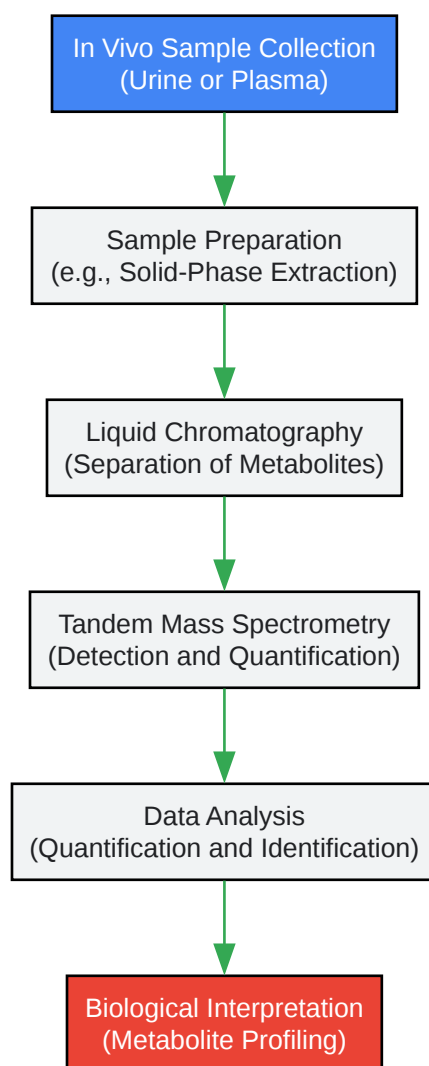 In Vivo Sample Collection
(Urine or Plasma)
Sample Preparation
(e.g., Solid-Phase Extraction)
Liquid Chromatography
(Separation of Metabolites)
Tandem Mass Spectrometry
(Detection and Quantification)
Data Analysis
(Quantification and Identification)
Biological Interpretation
(Metabolite Profiling)